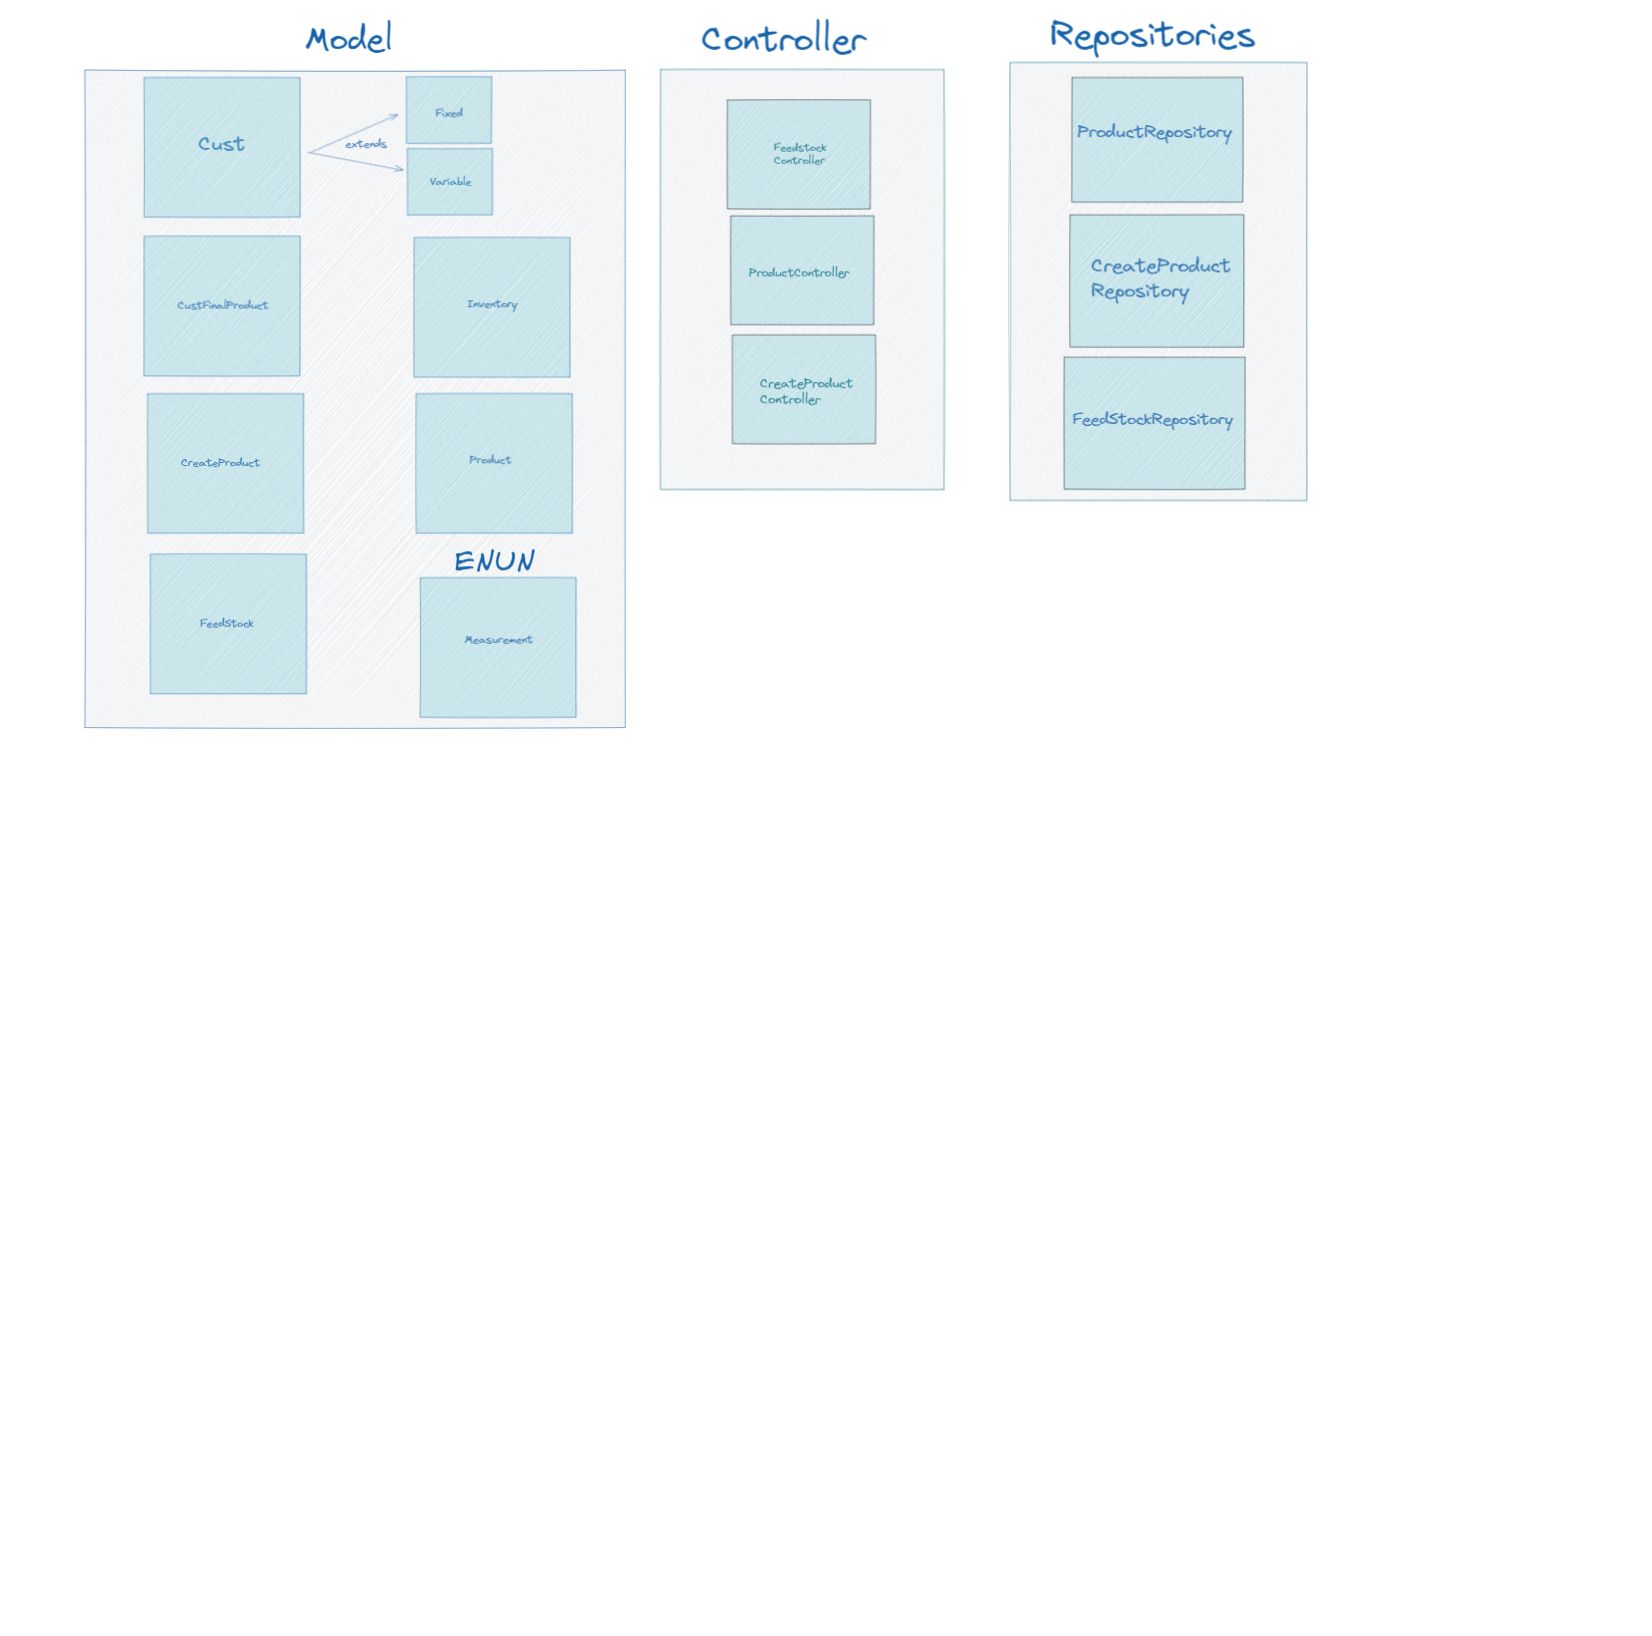 Model
Cust
extends
Fixed
Variable
CustFinalProduct
Inventory
CreateProduct
Product
FeedStock
ENUN
Measurement
Controller
Feedstock
Controller
ProductController
CreateProduct
Controller
Repositories
ProductRepository
CreateProduct
Repository
FeedStockRepository